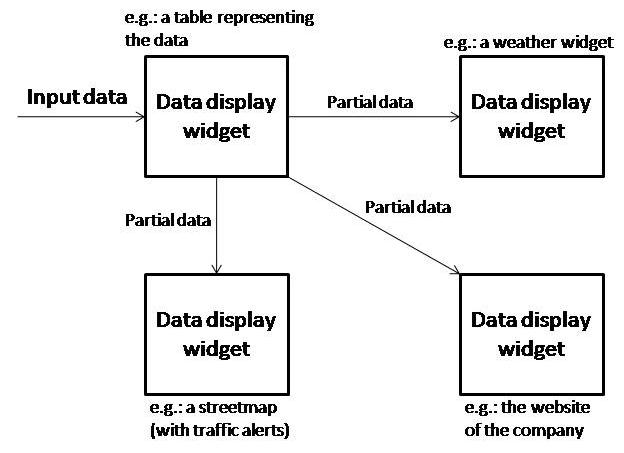 e.g.: a table representing
the data
e.g.: a weather widget
Input data
Data display
widget
Partial data
Data display
widget
Partial data
Partial data
Data display
widget
Data display
widget
e.g.: a streetmap
(with traffic alerts)
e.g.: the website
of the company